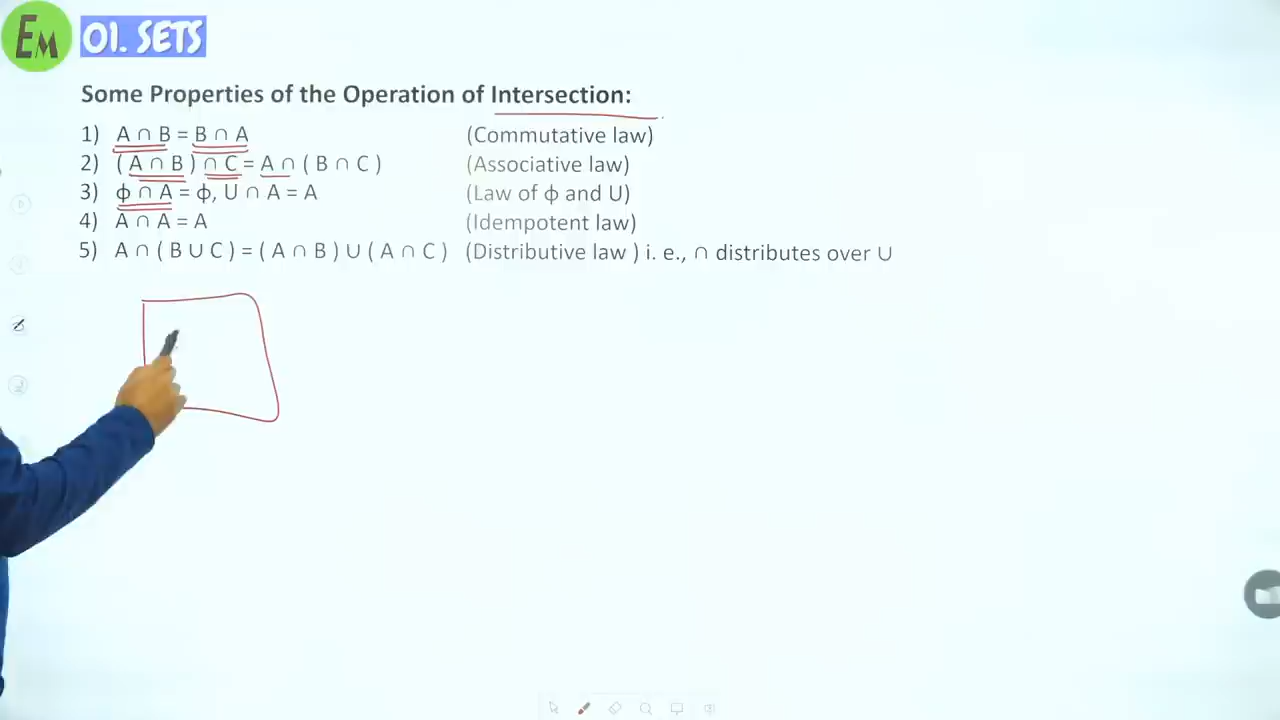 EM 01. SETS
Some Properties of the Operation of Intersection:
1) A ∩ B = B ∩ A (Commutative law)
2) ( A ∩ B ) ∩ C = A ∩ ( B ∩ C ) (Associative law)
3) ϕ ∩ A = ϕ, U ∩ A = A (Law of ϕ and U)
4) A ∩ A = A (Idempotent law)
5) A ∩ ( B ∪ C ) = ( A ∩ B ) ∪ ( A ∩ C ) (Distributive law ) i. e., ∩ distributes over ∪